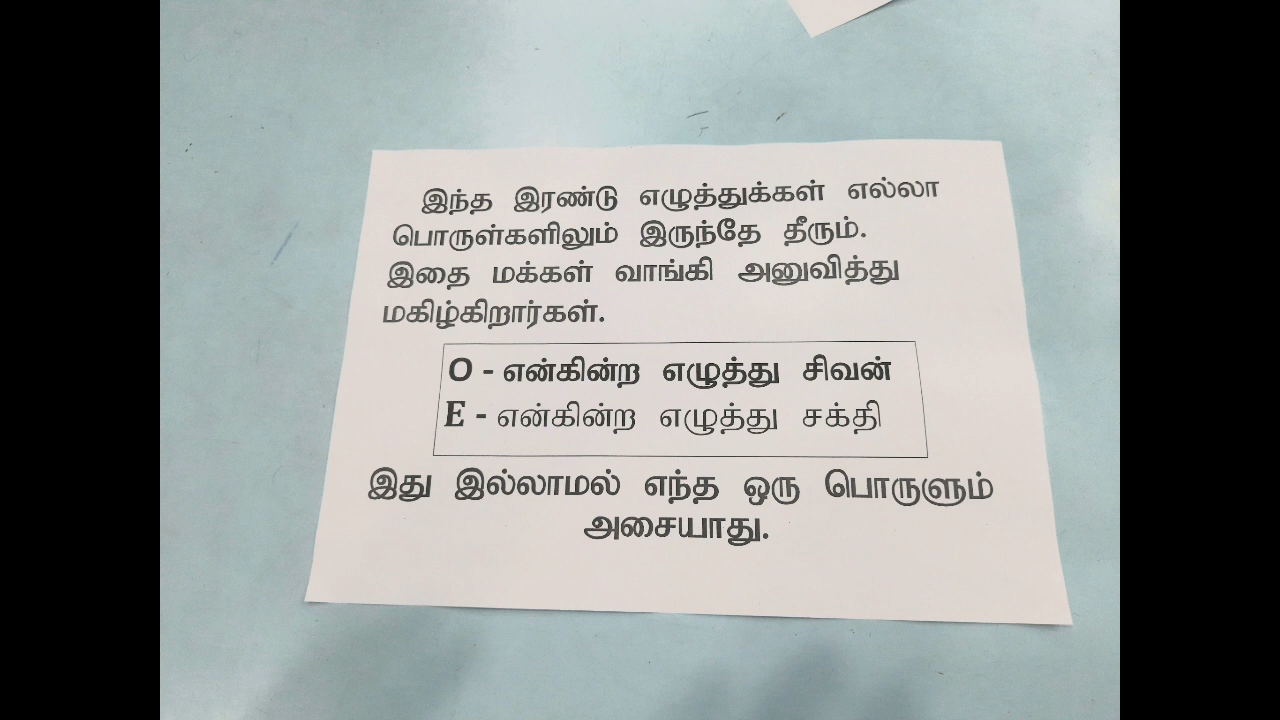 இந்த இரண்டு எழுத்துக்கள் எல்லா
பொருள்களிலும் இருந்தே தீரும்.
இதை மக்கள் வாங்கி அனுவித்து
மகிழ்கிறார்கள்.
O - என்கின்ற எழுத்து சிவன்
E - என்கின்ற எழுத்து சக்தி
இது இல்லாமல் எந்த ஒரு பொருளும்
அசையாது.